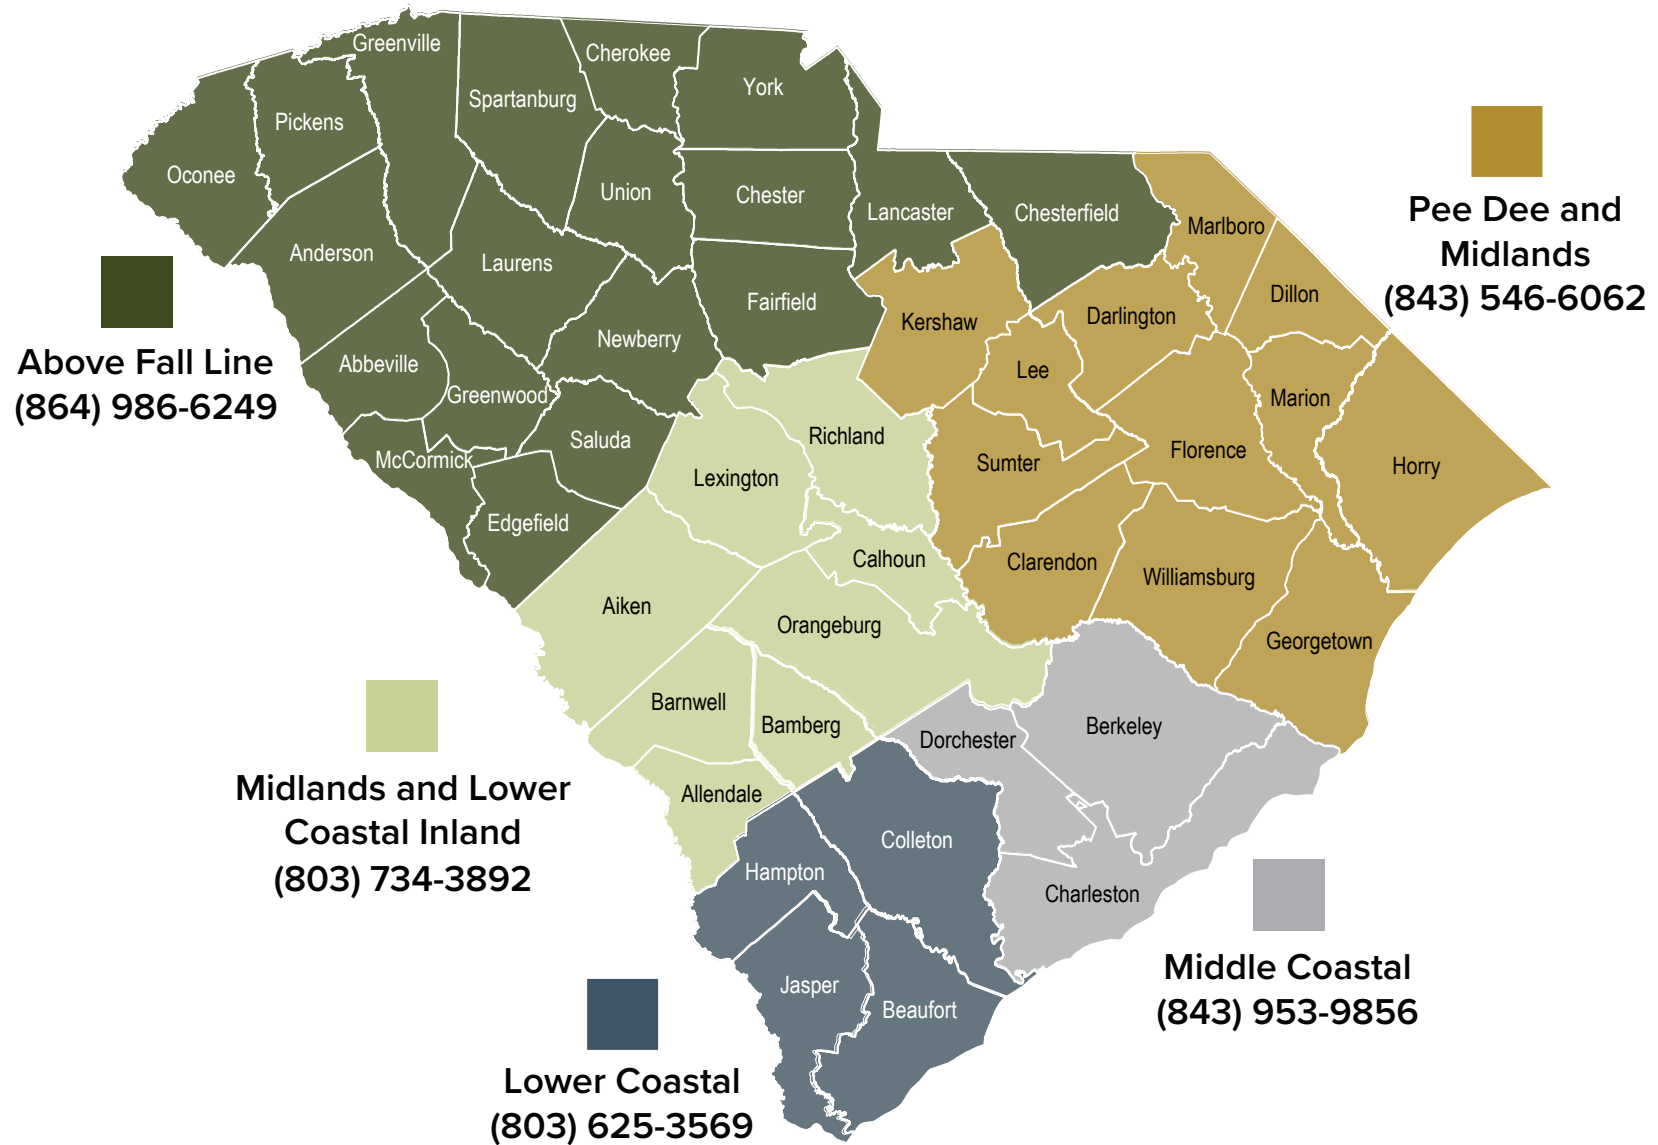 Greenville
Cherokee
York
Spartanburg
Pickens
Oconee
Union
Chester
Lancaster
Chesterfield
Marlboro
Anderson
Laurens
Fairfield
Dillon
Kershaw
Darlington
Newberry
Abbeville
Greenwood
Lee
Marion
Saluda
Richland
McCormick
Lexington
Sumter
Florence
Horry
Edgefield
Calhoun
Clarendon
Williamsburg
Aiken
Orangeburg
Georgetown
Barnwell
Bamberg
Dorchester
Berkeley
Allendale
Colleton
Hampton
Charleston
Jasper
Beaufort
Pee Dee and
Midlands
(843) 546-6062
Above Fall Line
(864) 986-6249
Midlands and Lower
Coastal Inland
(803) 734-3892
Middle Coastal
(843) 953-9856
Lower Coastal
(803) 625-3569